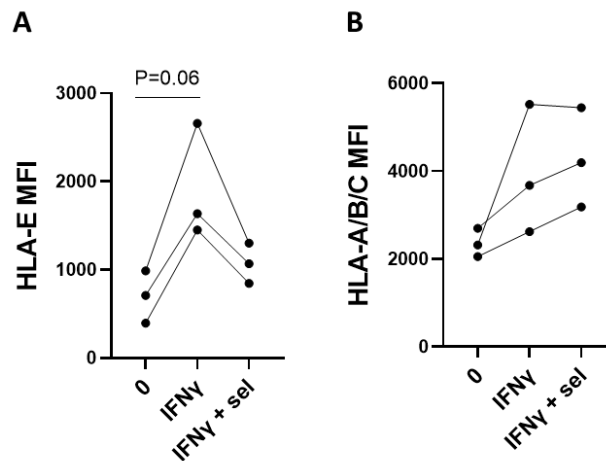 A
P=0.06
HLA-E MFI
3000
2000
1000
0
0
IFNγ
IFNγ + sel
B
HLA-A/B/C MFI
6000
4000
2000
0
0
IFNγ
IFNγ + sel